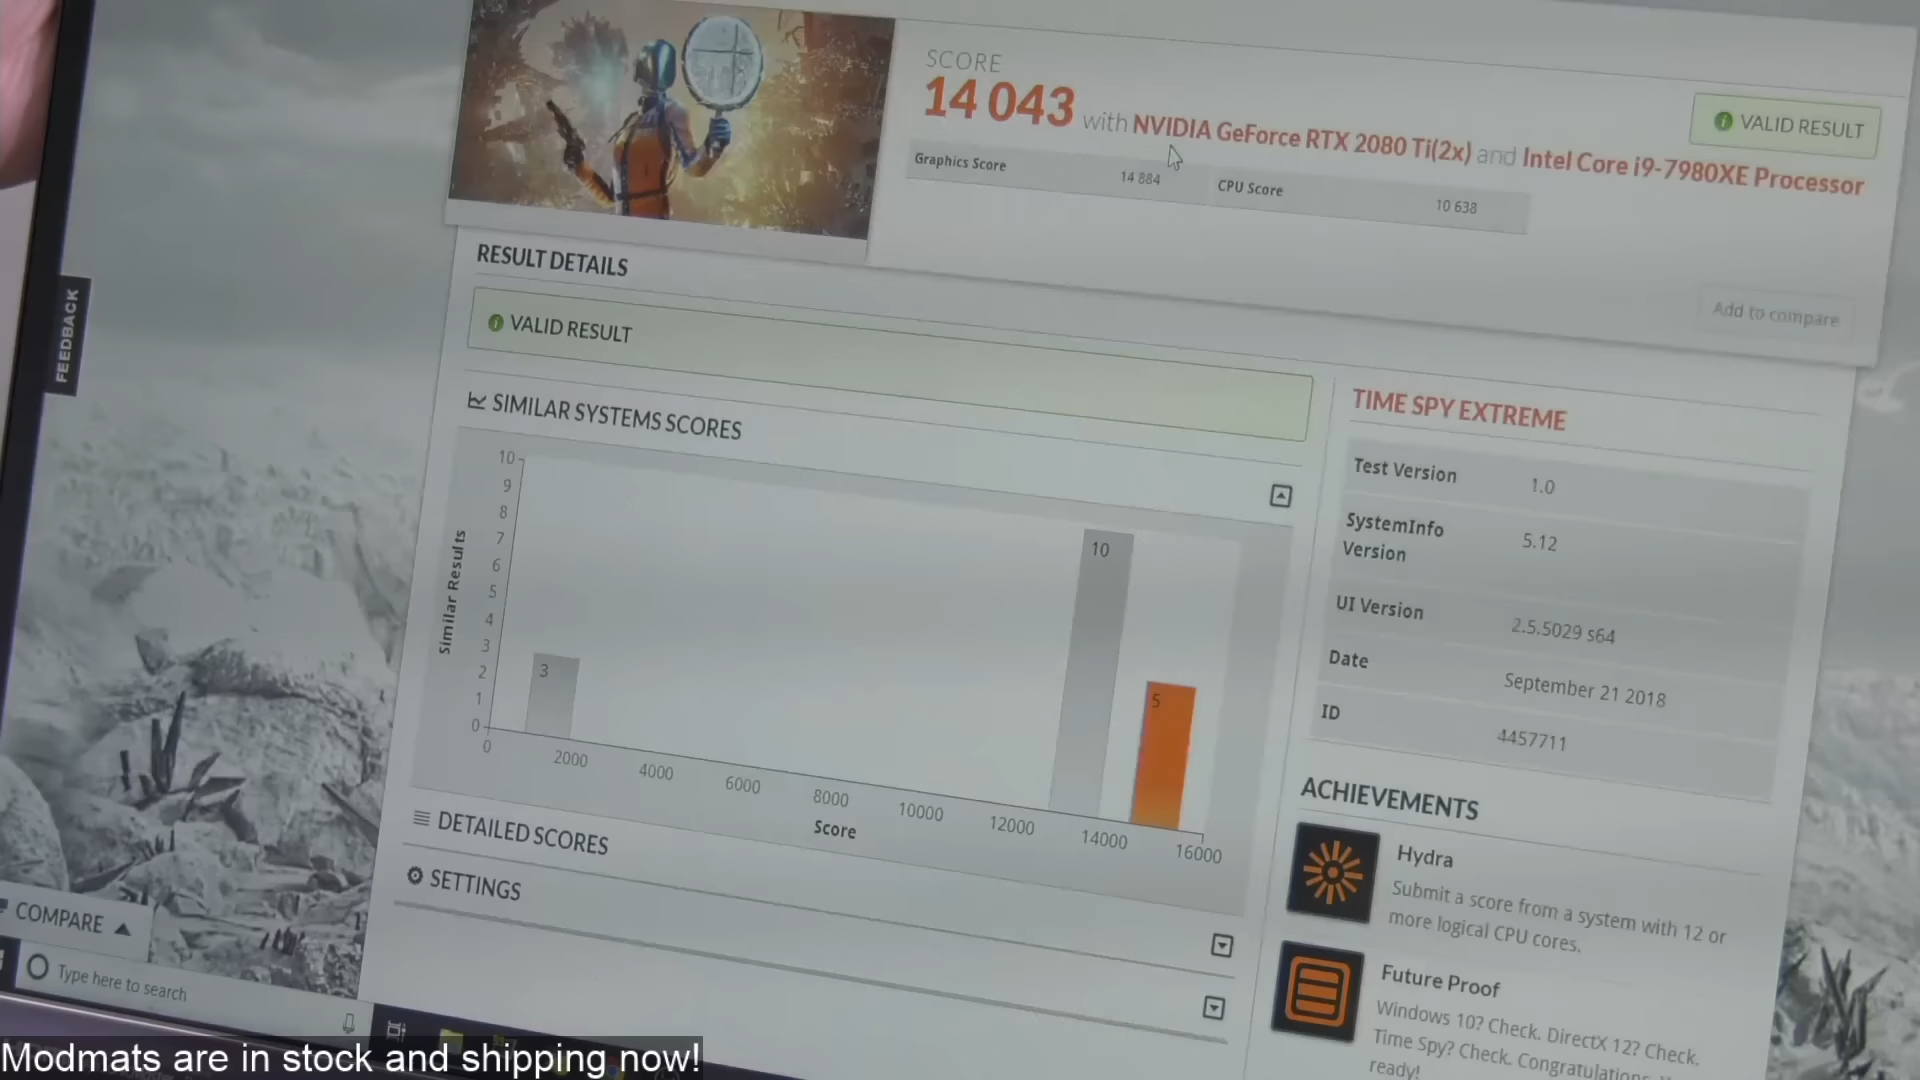 SCORE
14 043 with NVIDIA GeForce RTX 2080 Ti(2x) and Intel Core i9-7980XE Processor
VALID RESULT
Graphics Score 14 884 CPU Score 10 638
Add to compare
RESULT DETAILS
VALID RESULT
FEEDBACK
SIMILAR SYSTEMS SCORES
10
9
8
7
6
5
4
3
2
1
0
Similar Results
3
10
5
0 2000 4000 6000 8000 10000 12000 14000 16000
Score
DETAILED SCORES
SETTINGS
TIME SPY EXTREME
Test Version 1.0
SystemInfo
Version 5.12
UI Version 2.5.5029 s64
Date September 21 2018
ID 4457711
ACHIEVEMENTS
Hydra
Submit a score from a system with 12 or
more logical CPU cores.
Future Proof
Windows 10? Check. DirectX 12? Check.
Time Spy? Check. Congratulations,
ready!
COMPARE
Type here to search
Modmats are in stock and shipping now!